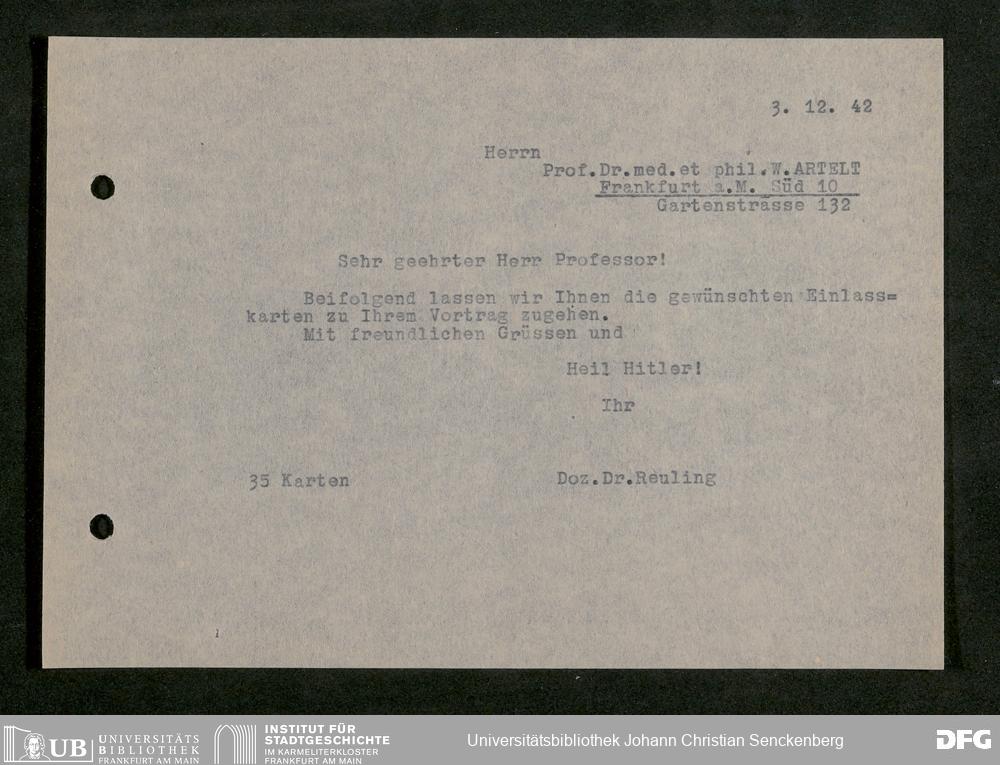 3. 12. 42
Herrn
Prof.Dr.med.et phil.W.ARTELT
Frankfurt a.M. Süd 10
Gartenstrasse 132
Sehr geehrter Herr Professor!
Beifolgend lassen wir Ihnen die gewünschten Einlass=
karten zu Ihrem Vortrag zugehen.
Mit freundlichen Grüssen und
Heil Hitler!
Ihr
35 Karten
Doz.Dr.Reuling
UB UNIVERSITÄTS
BIBLIOTHEK
FRANKFURT AM MAIN
INSTITUT FÜR
STADTGESCHICHTE
IM KARMELITERKLOSTER
FRANKFURT AM MAIN
Universitätsbibliothek Johann Christian Senckenberg
DFG